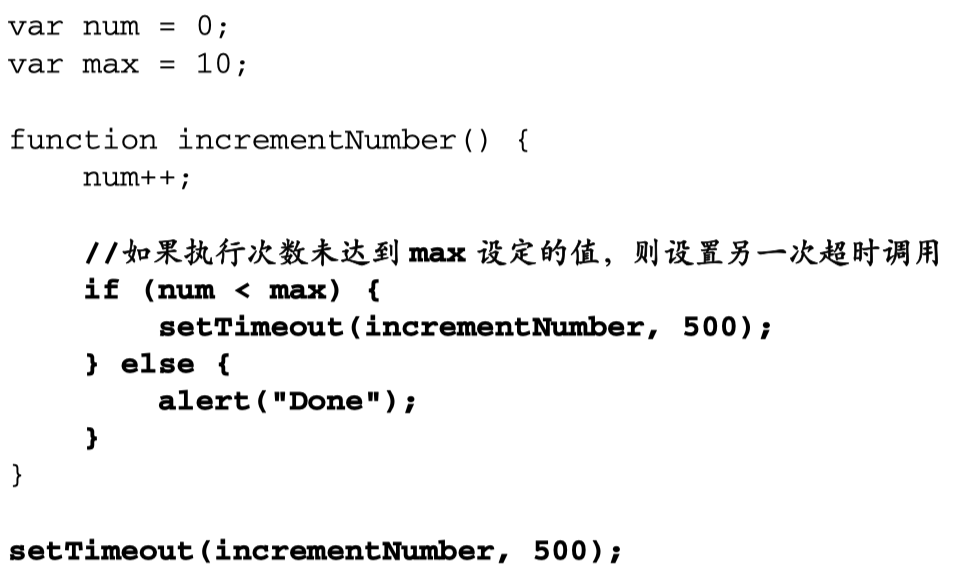 var num = 0;
var max = 10;
function incrementNumber() {
num++;
//如果执行次数未达到 max 设定的值，则设置另一次超时调用
if (num < max) {
setTimeout(incrementNumber, 500);
} else {
alert("Done");
}
}
setTimeout(incrementNumber, 500);